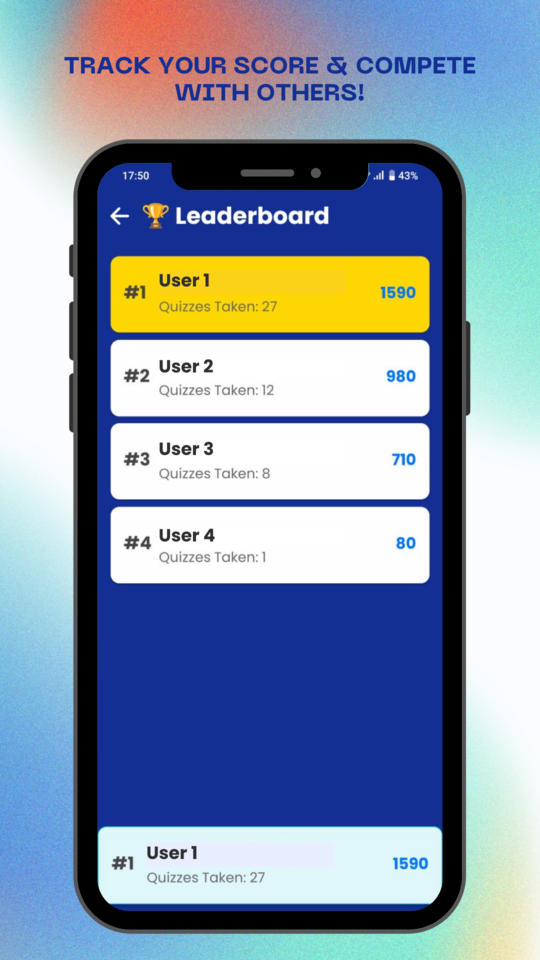 TRACK YOUR SCORE & COMPETE
WITH OTHERS!
17:50
43%
🏆 Leaderboard
#1
User 1
Quizzes Taken: 27
1590
#2
User 2
Quizzes Taken: 12
980
#3
User 3
Quizzes Taken: 8
710
#4
User 4
Quizzes Taken: 1
80
#1
User 1
Quizzes Taken: 27
1590